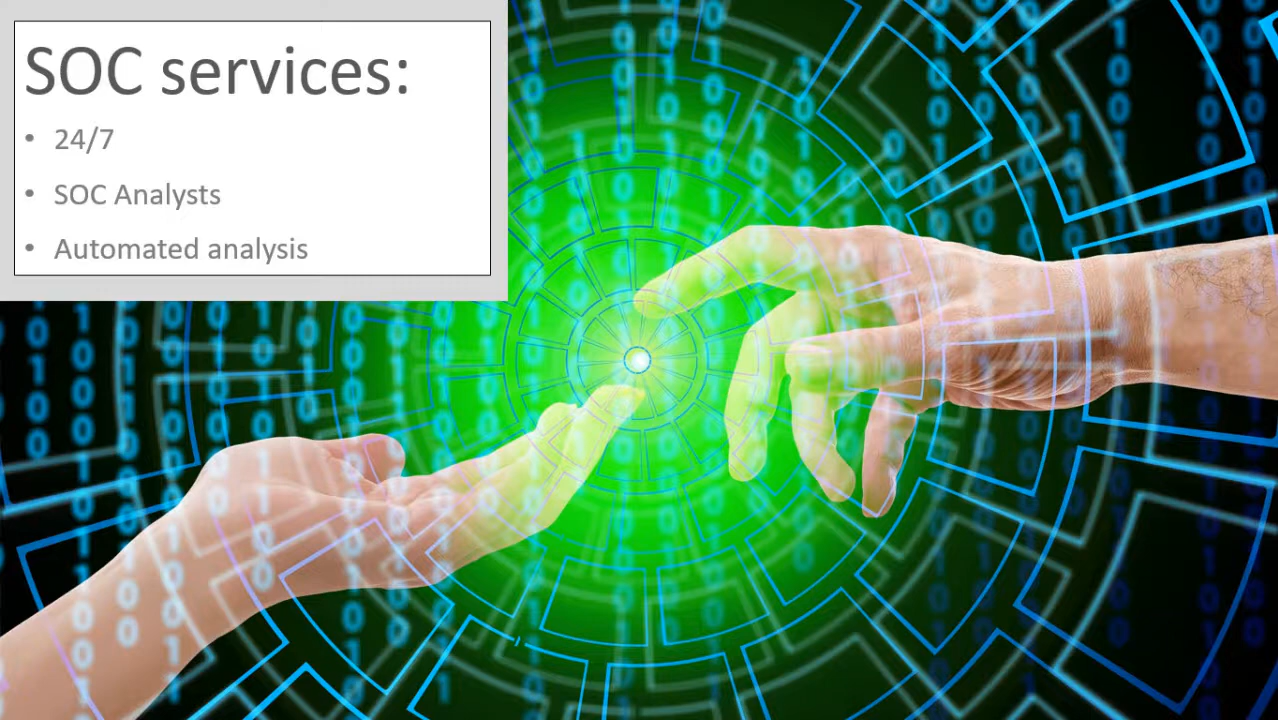 SOC services:
• 24/7
• SOC Analysts
• Automated analysis